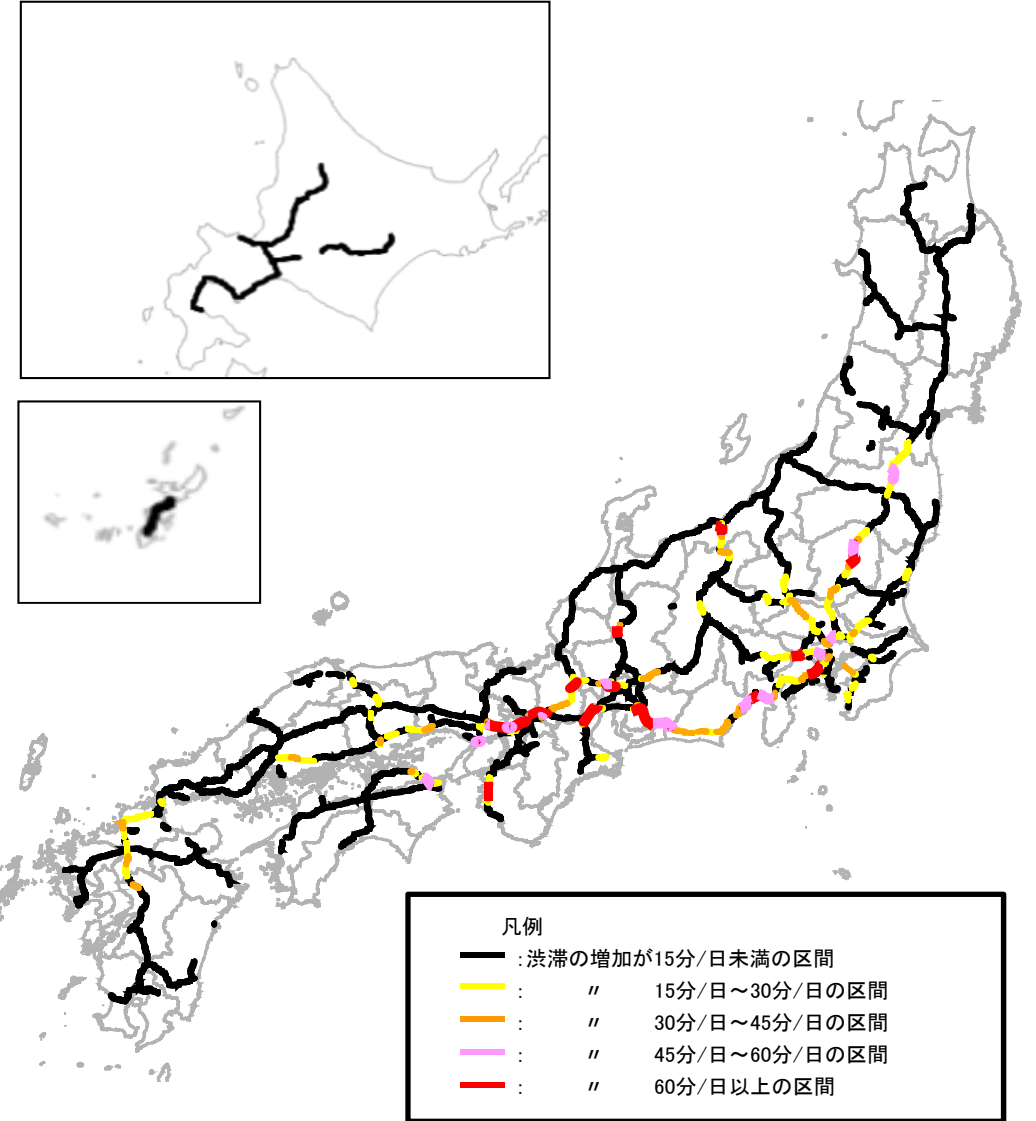 凡例
：渋滞の増加が15分/日未満の区間
： 〃 15分/日～30分/日の区間
： 〃 30分/日～45分/日の区間
： 〃 45分/日～60分/日の区間
： 〃 60分/日以上の区間